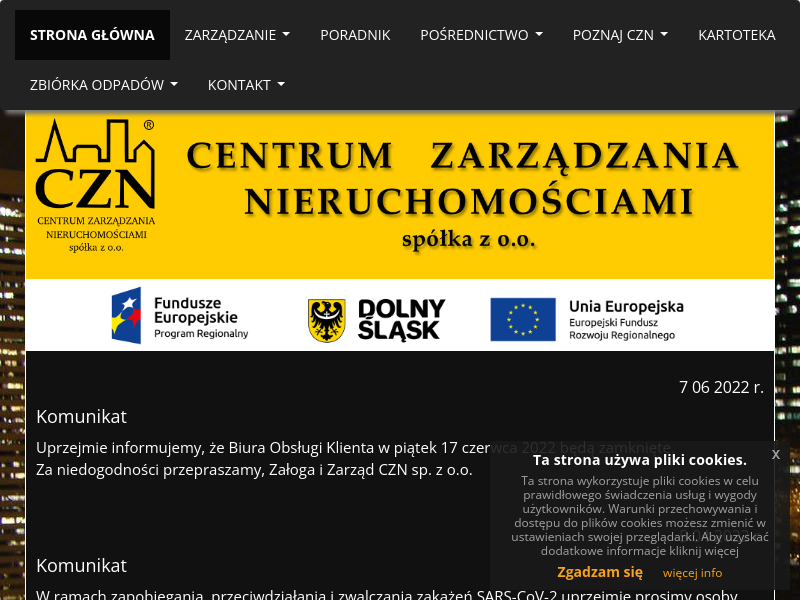 STRONA GŁÓWNA
ZARZĄDZANIE
PORADNIK
POŚREDNICTWO
POZNAJ CZN
KARTOTEKA
ZBIÓRKA ODPADÓW
KONTAKT
®
CZN
CENTRUM ZARZĄDZANIA
NIERUCHOMOŚCIAMI
spółka z o.o.
CENTRUM ZARZĄDZANIA
NIERUCHOMOŚCIAMI
spółka z o.o.
Fundusze
Europejskie
Program Regionalny
DOLNY
ŚLĄSK
Unia Europejska
Europejski Fundusz
Rozwoju Regionalnego
7 06 2022 r.
Komunikat
Uprzejmie informujemy, że Biura Obsługi Klienta w piątek 17 czerwca 2022 będą zamknięte.
Za niedogodności przepraszamy, Załoga i Zarząd CZN sp. z o.o.
x
Ta strona używa pliki cookies.
Ta strona wykorzystuje pliki cookies w celu
prawidłowego świadczenia usług i wygody
użytkowników. Warunki przechowywania i
dostępu do plików cookies możesz zmienić w
ustawieniach swojej przeglądarki. Aby uzyskać
dodatkowe informacje kliknij więcej
Zgadzam się
więcej info
Komunikat
W ramach zapobiegania, przeciwdziałania i zwalczania zakażeń SARS-CoV-2 uprzejmie prosimy osoby